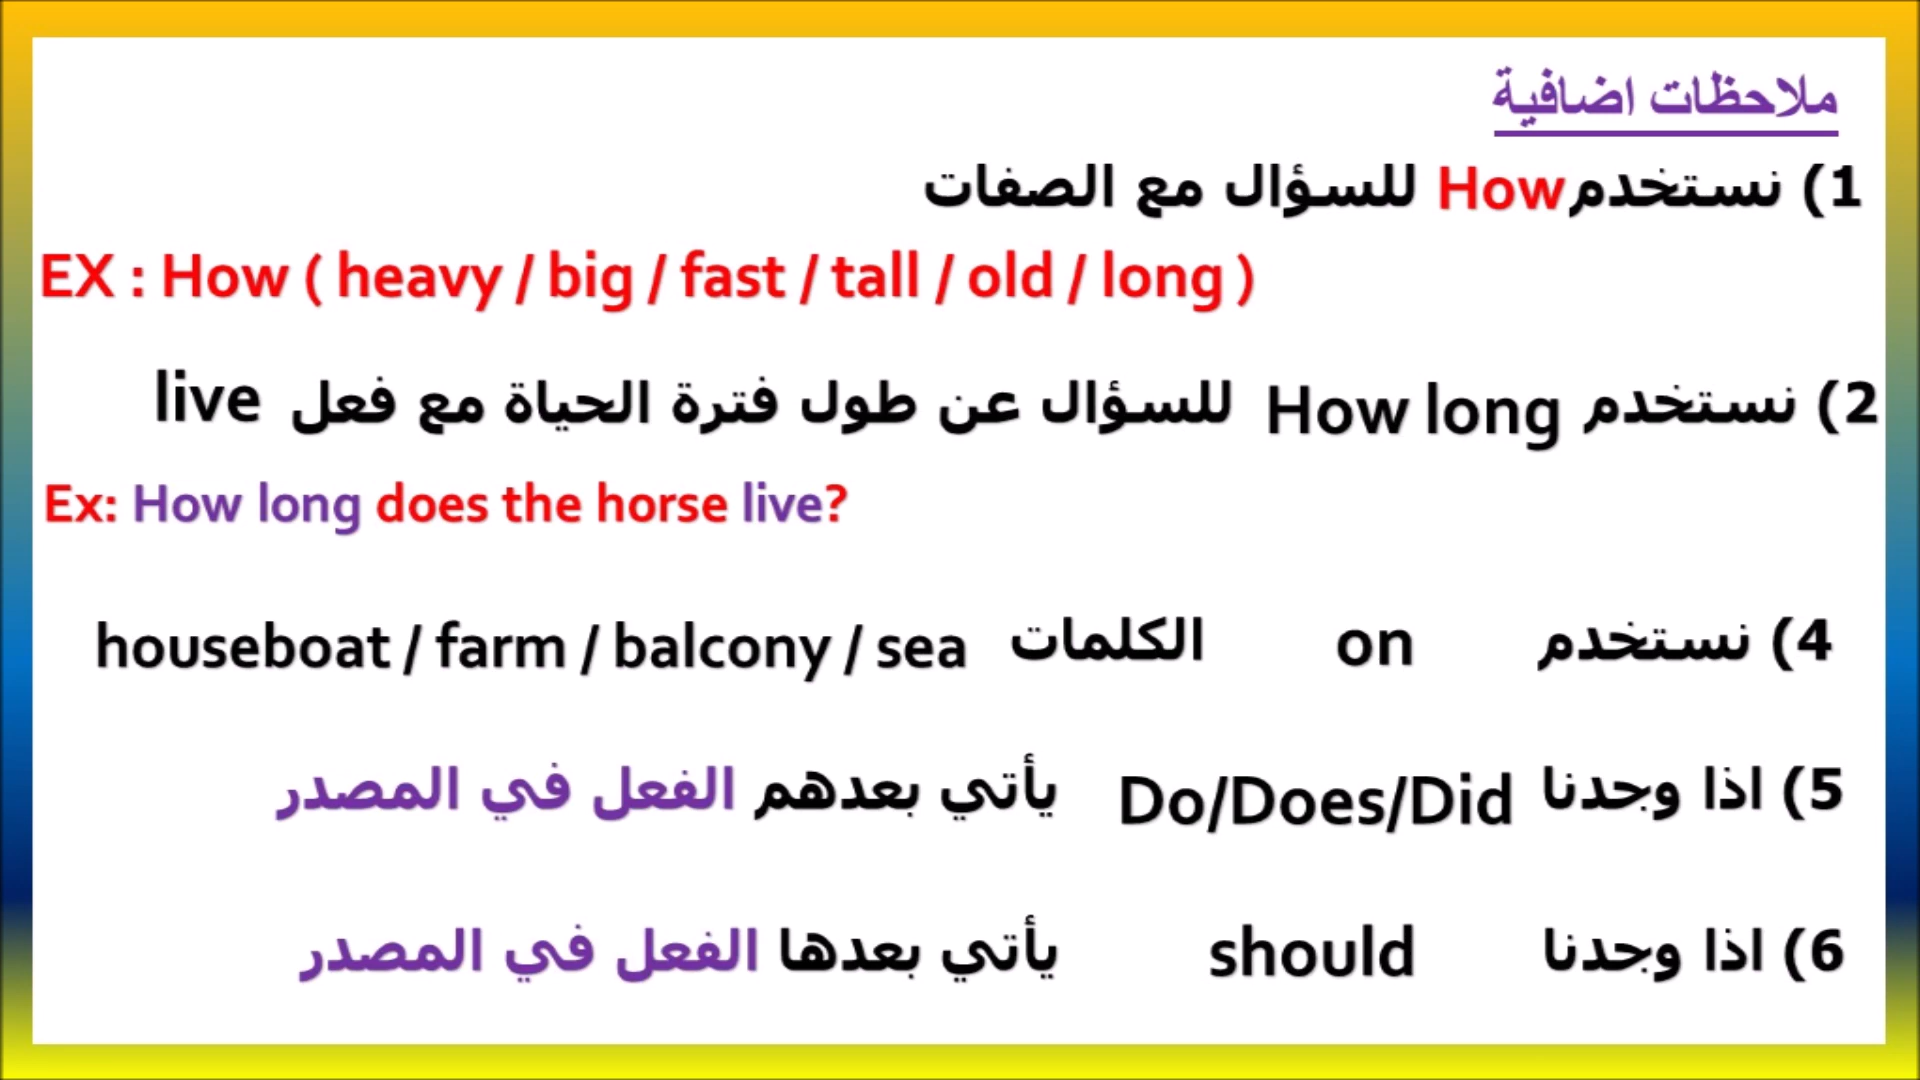 ملاحظات اضافية
1) نستخدم How للسؤال مع الصفات
EX : How ( heavy / big / fast / tall / old / long )
2) نستخدم How long للسؤال عن طول فترة الحياة مع فعل live
Ex: How long does the horse live?
4) نستخدم on الكلمات houseboat / farm / balcony / sea
5) اذا وجدنا Do/Does/Did يأتي بعدهم الفعل في المصدر
6) اذا وجدنا should يأتي بعدها الفعل في المصدر